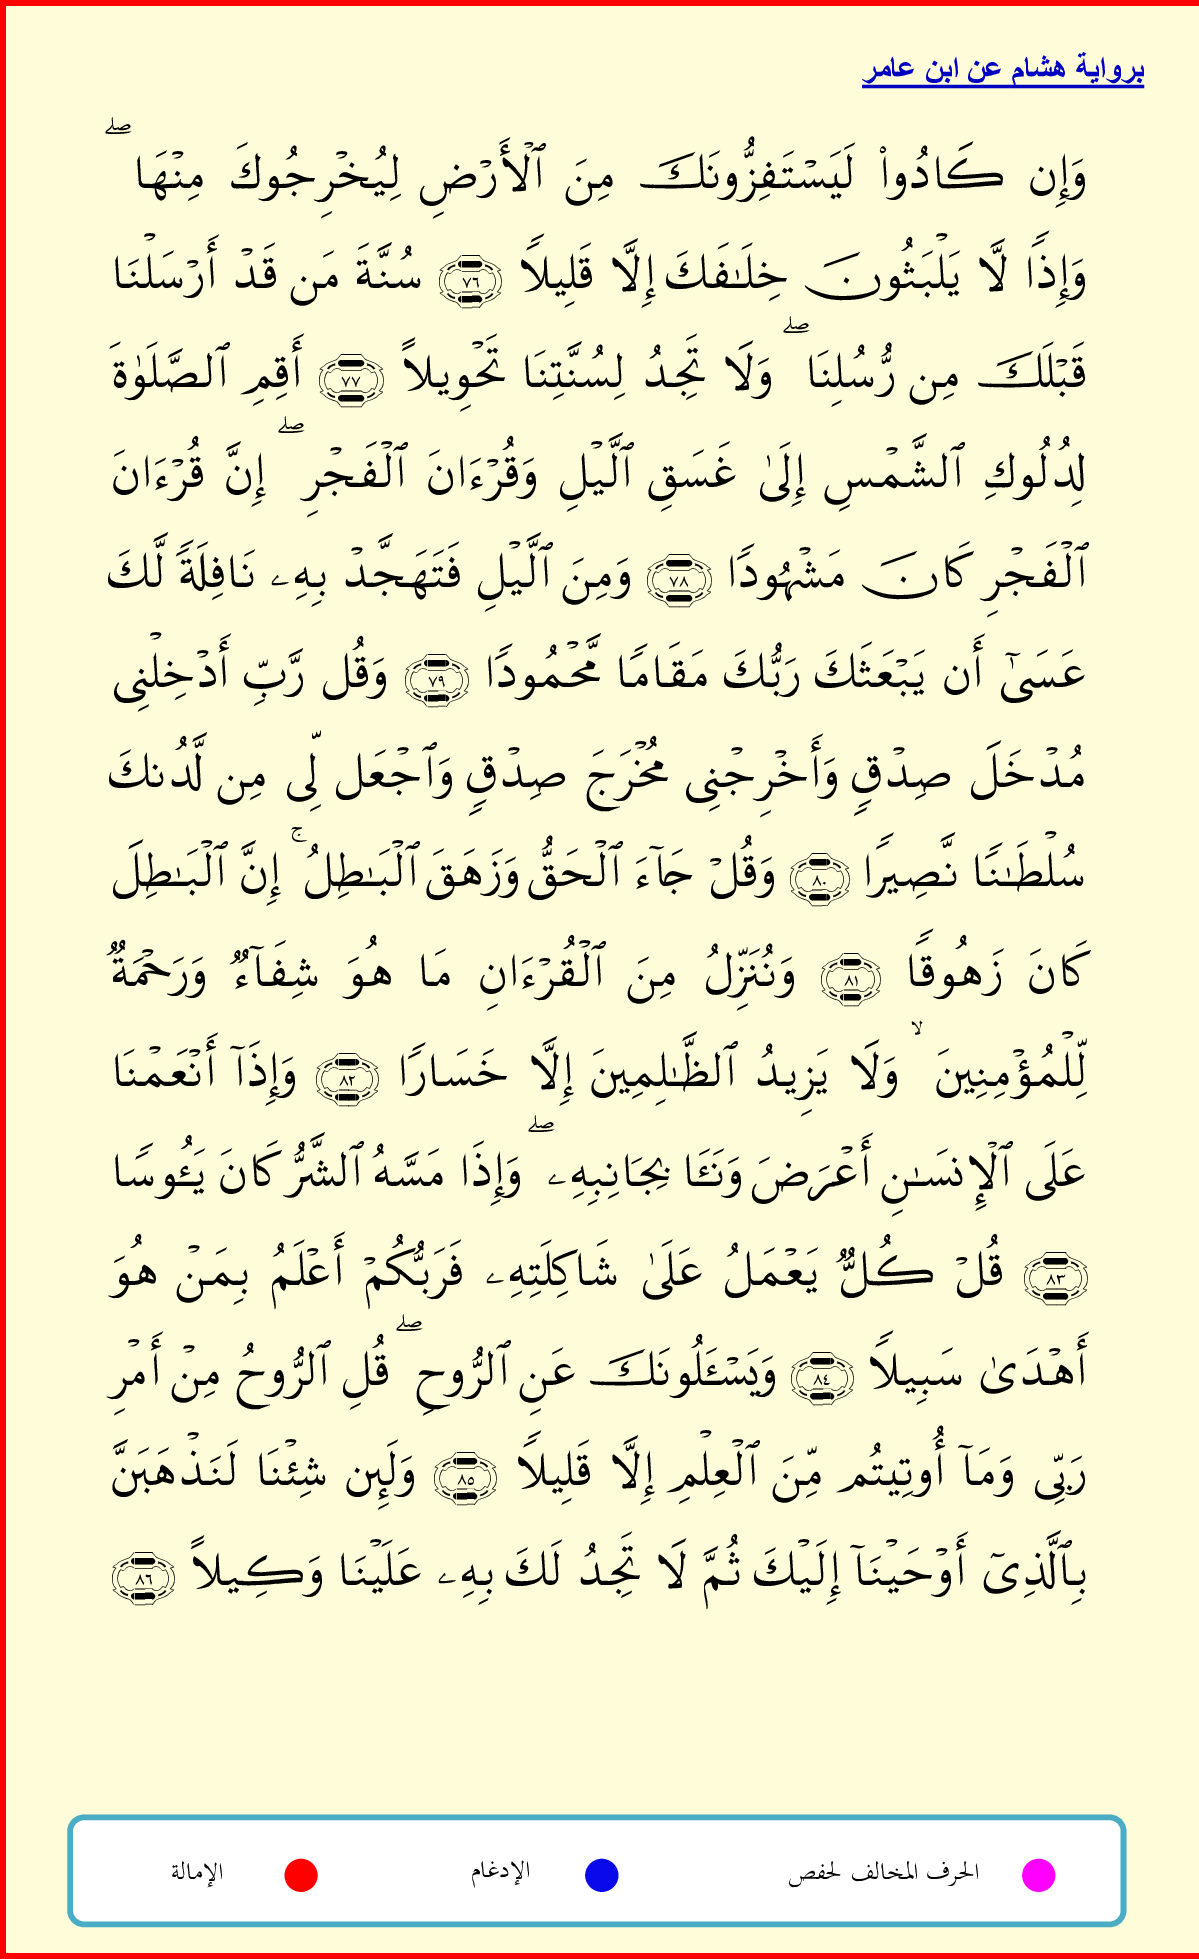 برواية هشام عن ابن عامر
وَإِن كَادُوا۟ لَيَسْتَفِزُّونَكَ مِنَ ٱلْأَرْضِ لِيُخْرِجُوكَ مِنْهَا ۖ
وَإِذًا لَّا يَلْبَثُونَ خِلَـٰفَكَ إِلَّا قَلِيلًا ٧٦ سُنَّةَ مَن قَدْ أَرْسَلْنَا
قَبْلَكَ مِن رُّسُلِنَا ۖ وَلَا تَجِدُ لِسُنَّتِنَا تَحْوِيلًا ٧٧ أَقِمِ ٱلصَّلَوٰةَ
لِدُلُوكِ ٱلشَّمْسِ إِلَىٰ غَسَقِ ٱلَّيْلِ وَقُرْءَانَ ٱلْفَجْرِ ۖ إِنَّ قُرْءَانَ
ٱلْفَجْرِ كَانَ مَشْهُودًا ٧٨ وَمِنَ ٱلَّيْلِ فَتَهَجَّدْ بِهِۦ نَافِلَةً لَّكَ
عَسَىٰٓ أَن يَبْعَثَكَ رَبُّكَ مَقَامًا مَّحْمُودًا ٧٩ وَقُل رَّبِّ أَدْخِلْنِى
مُدْخَلَ صِدْقٍ وَأَخْرِجْنِى مُخْرَجَ صِدْقٍ وَٱجْعَل لِّى مِن لَّدُنكَ
سُلْطَـٰنًا نَّصِيرًا ٨٠ وَقُلْ جَآءَ ٱلْحَقُّ وَزَهَقَ ٱلْبَـٰطِلُ ۚ إِنَّ ٱلْبَـٰطِلَ
كَانَ زَهُوقًا ٨١ وَنُنَزِّلُ مِنَ ٱلْقُرْءَانِ مَا هُوَ شِفَآءٌ وَرَحْمَةٌ
لِّلْمُؤْمِنِينَ ۙ وَلَا يَزِيدُ ٱلظَّـٰلِمِينَ إِلَّا خَسَارًا ٨٢ وَإِذَآ أَنْعَمْنَا
عَلَى ٱلْإِنسَـٰنِ أَعْرَضَ وَنَـَٔا بِجَانِبِهِۦ ۖ وَإِذَا مَسَّهُ ٱلشَّرُّ كَانَ يَـُٔوسًا
٨٣ قُلْ كُلٌّ يَعْمَلُ عَلَىٰ شَاكِلَتِهِۦ فَرَبُّكُمْ أَعْلَمُ بِمَنْ هُوَ
أَهْدَىٰ سَبِيلًا ٨٤ وَيَسْـَٔلُونَكَ عَنِ ٱلرُّوحِ ۖ قُلِ ٱلرُّوحُ مِنْ أَمْرِ
رَبِّى وَمَآ أُوتِيتُم مِّنَ ٱلْعِلْمِ إِلَّا قَلِيلًا ٨٥ وَلَئِن شِئْنَا لَنَذْهَبَنَّ
بِٱلَّذِىٓ أَوْحَيْنَآ إِلَيْكَ ثُمَّ لَا تَجِدُ لَكَ بِهِۦ عَلَيْنَا وَكِيلًا ٨٦
الحرف المخالف لحفص الإدغام الإمالة